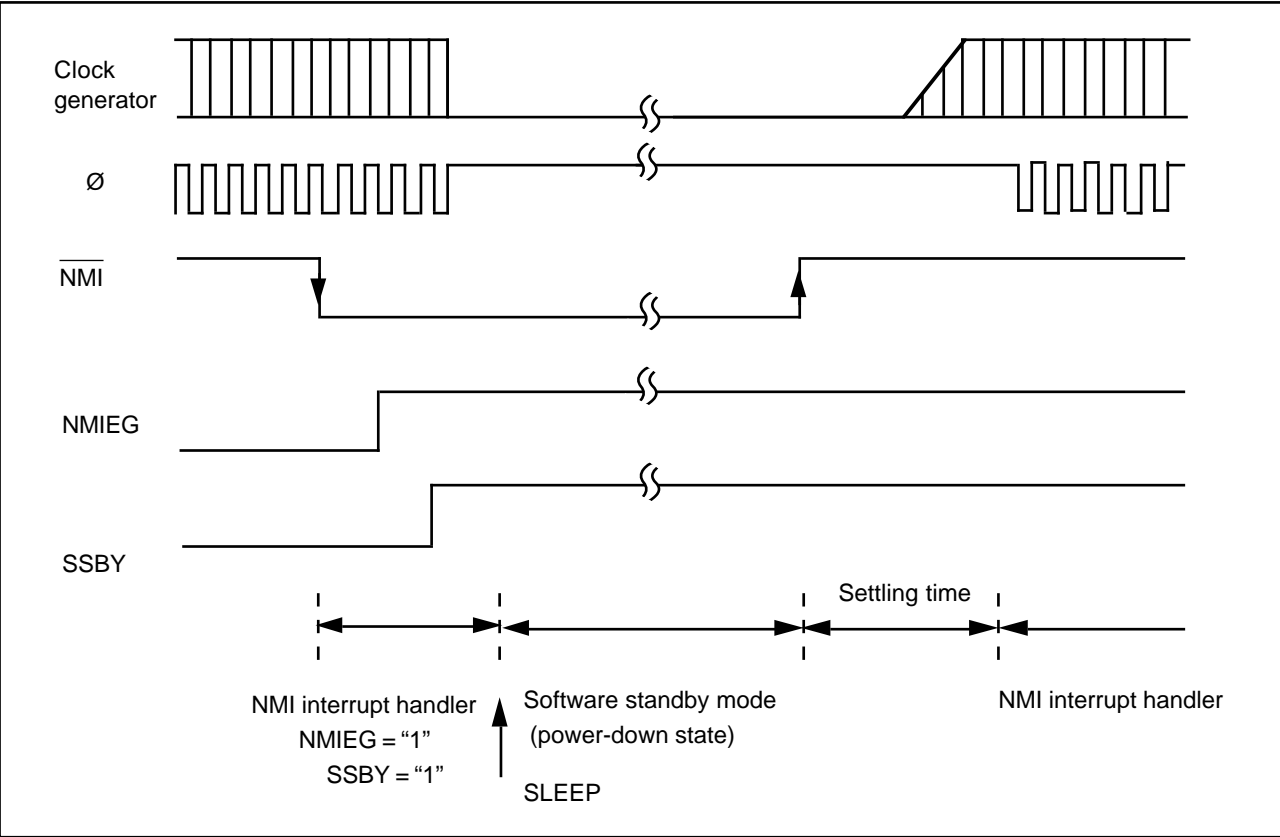 Clock
generator
Ø
NMI
NMIEG
SSBY
Settling time
NMI interrupt handler
NMIEG = “1”
SSBY = “1”
Software standby mode
(power-down state)
SLEEP
NMI interrupt handler